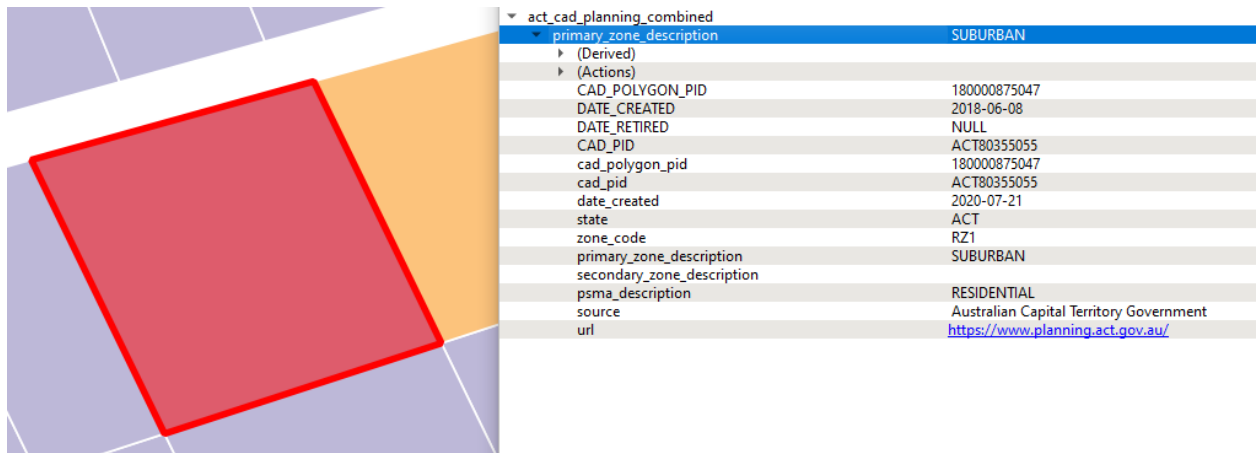 act_cad_planning_combined
primary_zone_description SUBURBAN
(Derived)
(Actions)
CAD_POLYGON_PID 180000875047
DATE_CREATED 2018-06-08
DATE_RETIRED NULL
CAD_PID ACT80355055
cad_polygon_pid 180000875047
cad_pid ACT80355055
date_created 2020-07-21
state ACT
zone_code RZ1
primary_zone_description SUBURBAN
secondary_zone_description
psma_description RESIDENTIAL
source Australian Capital Territory Government
url https://www.planning.act.gov.au/